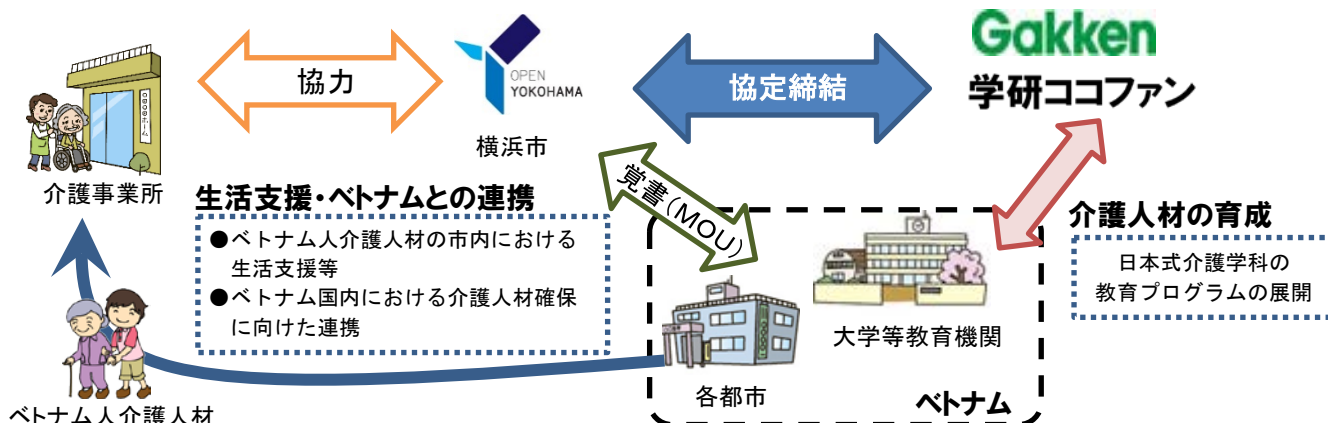 協力
OPEN
YOKOHAMA
横浜市
協定締結
Gakken
学研ココファン
介護事業所
覚書(MOU)
生活支援・ベトナムとの連携
●ベトナム人介護人材の市内における
生活支援等
●ベトナム国内における介護人材確保
に向けた連携
介護人材の育成
日本式介護学科の
教育プログラムの展開
大学等教育機関
各都市
ベトナム
ベトナム人介護人材